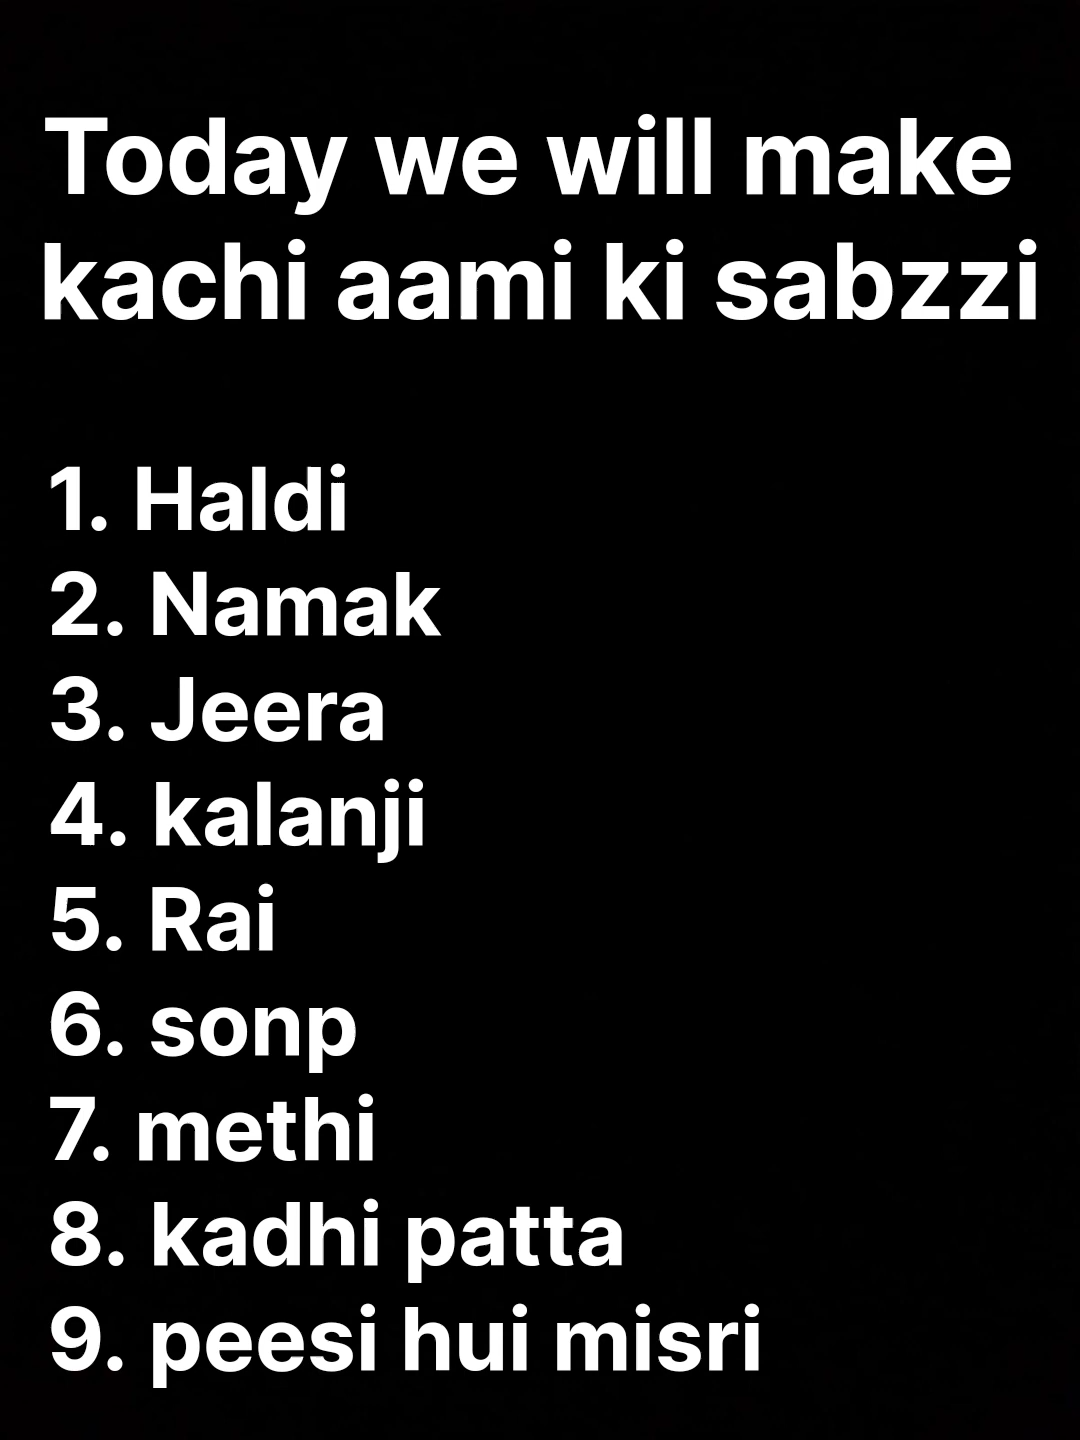 Today we will make
kachi aami ki sabzzi
1. Haldi
2. Namak
3. Jeera
4. kalanji
5. Rai
6. sonp
7. methi
8. kadhi patta
9. peesi hui misri